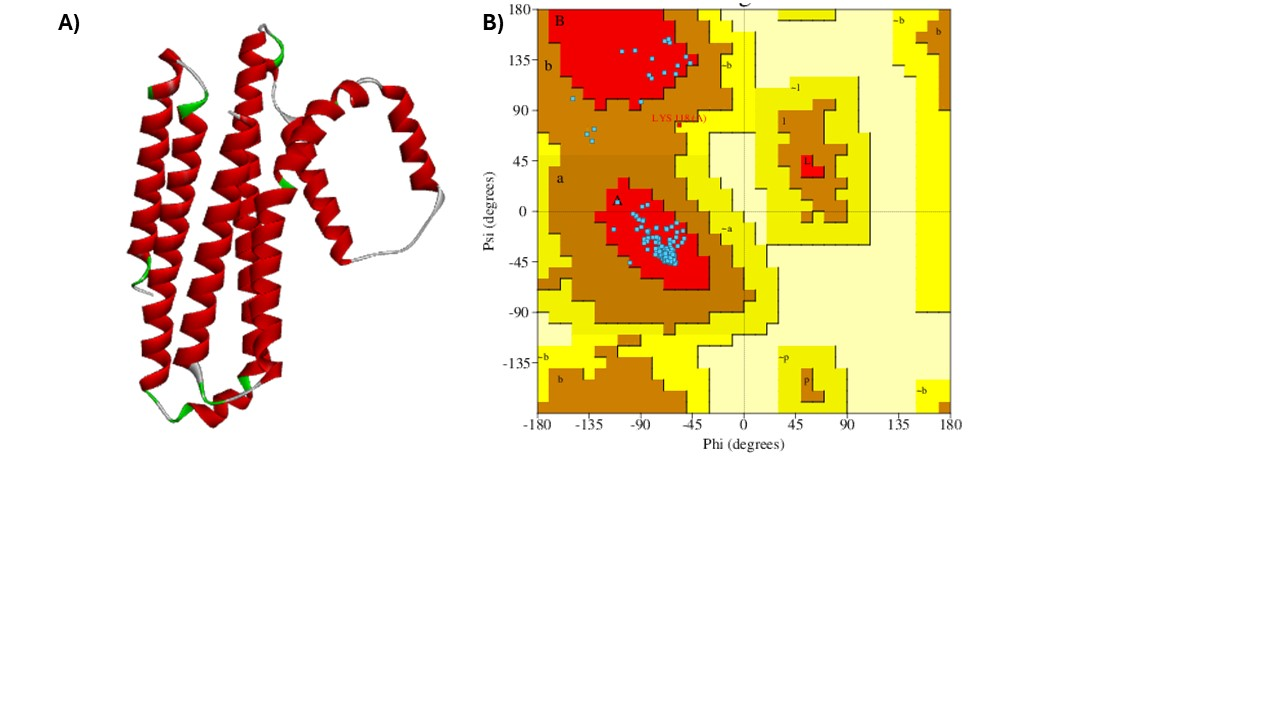 A)
B)
180
135
90
45
0
-45
-90
-135
Psi (degrees)
B
b
a
A
b
~b
~b
~b
b
~l
l
L
~a
LYS 118 (A)
~b
~p
p
~b
-180 -135 -90 -45 0 45 90 135 180
Phi (degrees)